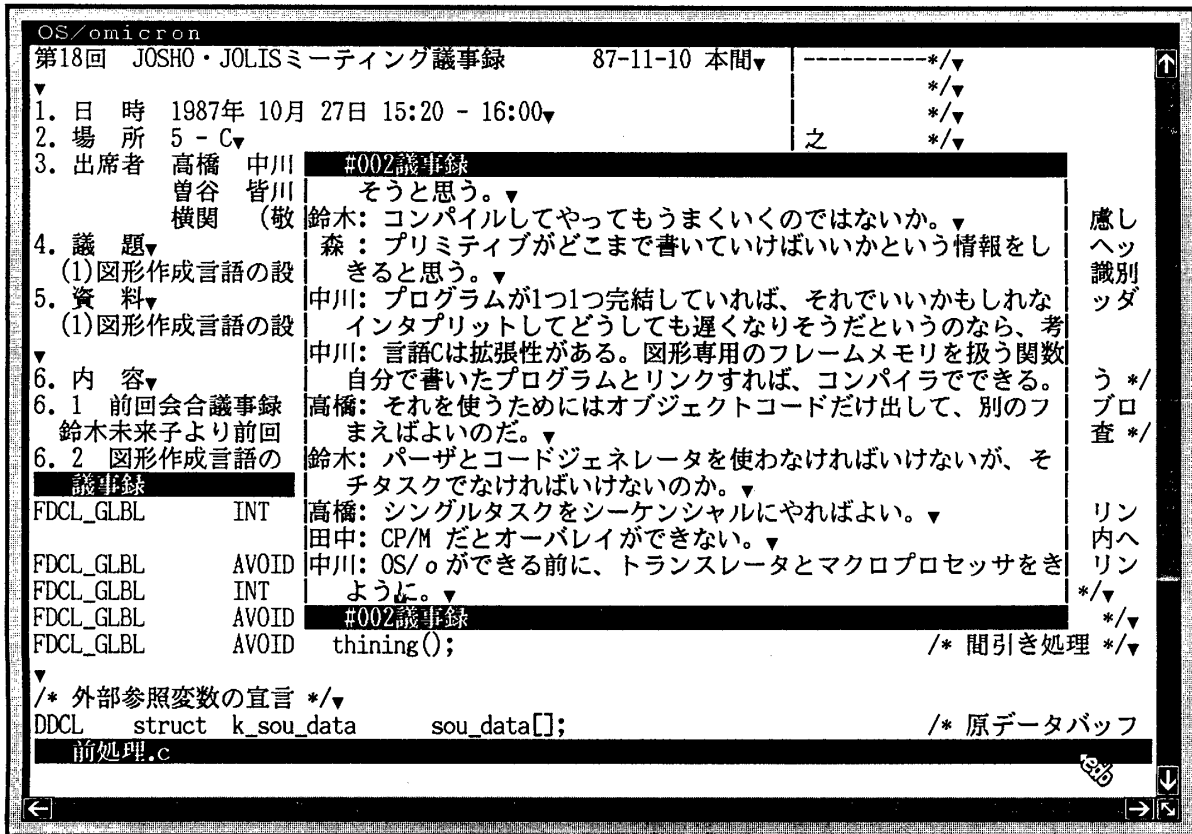 OS/omicron
第18回 JOSHO・JOLISミーティング議事録 87-11-10 本間▼
▼
1. 日 時 1987年 10月 27日 15:20 - 16:00▼
2. 場 所 5 - C▼
3. 出席者 高橋 中川
曽谷 皆川
横関 (敬
4. 議 題▼
(1)図形作成言語の設
5. 資 料▼
(1)図形作成言語の設
▼
6. 内 容▼
6. 1 前回会合議事録
鈴木未来子より前回
6. 2 図形作成言語の
議事録
#002議事録
そうと思う。▼
鈴木: コンパイルしてやってもうまくいくのではないか。▼
森 : プリミティブがどこまで書いていけばいいかという情報をし
きると思う。▼
中川: プログラムが1つ1つ完結していれば、それでいいかもしれな
インタプリットしてどうしても遅くなりそうだというのなら、考
中川: 言語Cは拡張性がある。図形専用のフレームメモリを扱う関数
自分で書いたプログラムとリンクすれば、コンパイラでできる。
高橋: それを使うためにはオブジェクトコードだけ出して、別のフ
まえばよいのだ。▼
鈴木: パーザとコードジェネレータを使わなければいけないが、そ
チタスクでなければいけないのか。▼
高橋: シングルタスクをシーケンシャルにやればよい。▼
田中: CP/M だとオーバレイができない。▼
中川: OS/ο ができる前に、トランスレータとマクロプロセッサをき
ように。▼
#002議事録
----------*/▼
*/▼
*/▼
之 */▼
慮し
ヘッ
識別
ッダ
う */
ブロ
査 */
FDCL_GLBL INT リン
内へ
FDCL_GLBL AVOID リン
FDCL_GLBL INT */▼
FDCL_GLBL AVOID */▼
FDCL_GLBL AVOID thining(); /* 間引き処理 */▼
▼
/* 外部参照変数の宣言 */▼
DDCL struct k_sou_data sou_data[]; /* 原データバッフ
前処理.c
edb